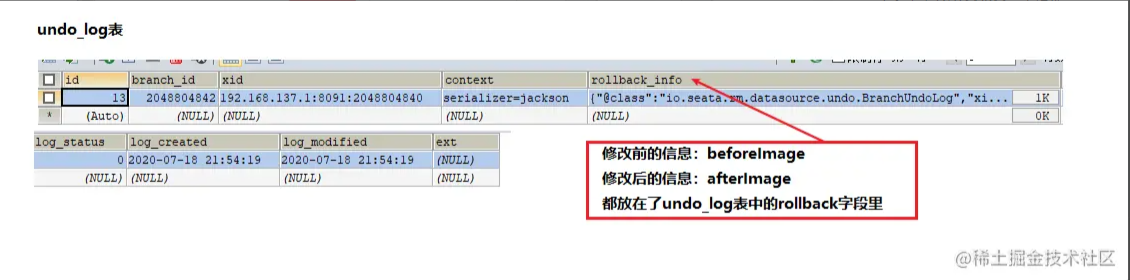 undo_log表
id branch_id xid context rollback_info
13 2048804842 192.168.137.1:8091:2048804840 serializer=jackson {"@class":"io.seata.rm.datasource.undo.BranchUndoLog","xi... 1K
* (Auto) (NULL) (NULL) (NULL) (NULL) 0K
log_status log_created log_modified ext
0 2020-07-18 21:54:19 2020-07-18 21:54:19 (NULL)
(NULL) (NULL) (NULL) (NULL)
修改前的信息：beforeImage
修改后的信息：afterImage
都放在了undo_log表中的rollback字段里
@稀土掘金技术社区